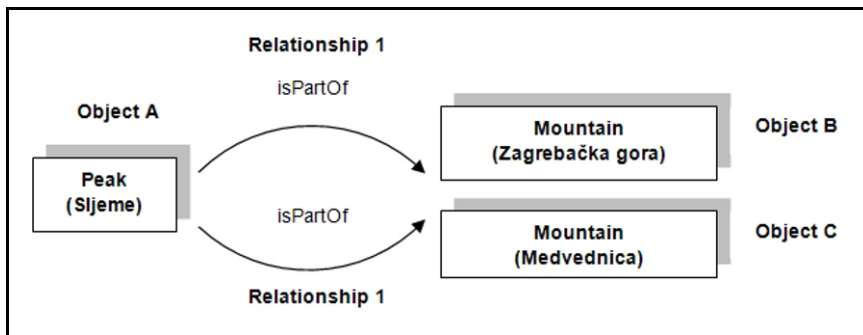 Relationship 1
isPartOf
Object A
Peak
(Sljeme)
Mountain
(Zagrebačka gora)
Object B
isPartOf
Mountain
(Medvednica)
Object C
Relationship 1